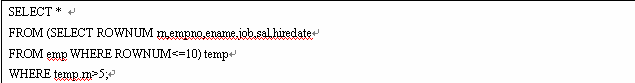 SELECT *
FROM (SELECT ROWNUM rn,empno,ename,job,sal,hiredate
FROM emp WHERE ROWNUM<=10) temp
WHERE temp.rn>5;